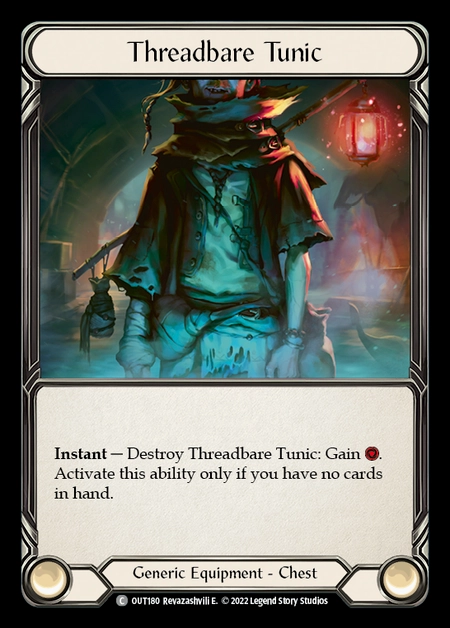 Threadbare Tunic
Instant — Destroy Threadbare Tunic: Gain .
Activate this ability only if you have no cards
in hand.
Generic Equipment - Chest
C OUT180 Revazashvili E. © 2022 Legend Story Studios